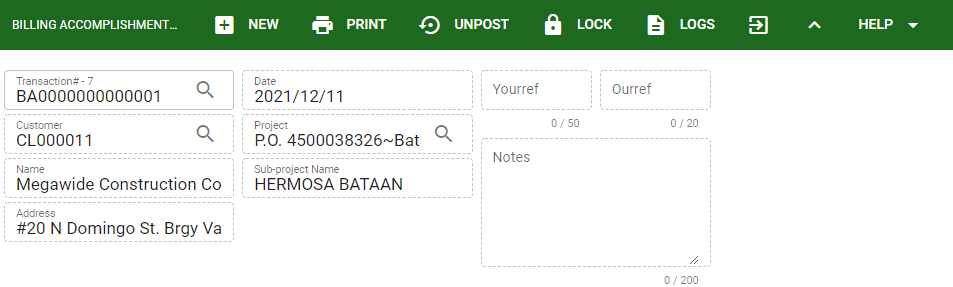 BILLING ACCOMPLISHMENT... NEW PRINT UNPOST LOCK LOGS HELP
Transaction# - 7
BA0000000000001
Date
2021/12/11
Yourref
0 / 50
Ourref
0 / 20
Customer
CL000011
Project
P.O. 4500038326~Bat
Notes
0 / 200
Name
Megawide Construction Co
Sub-project Name
HERMOSA BATAAN
Address
#20 N Domingo St. Brgy Va